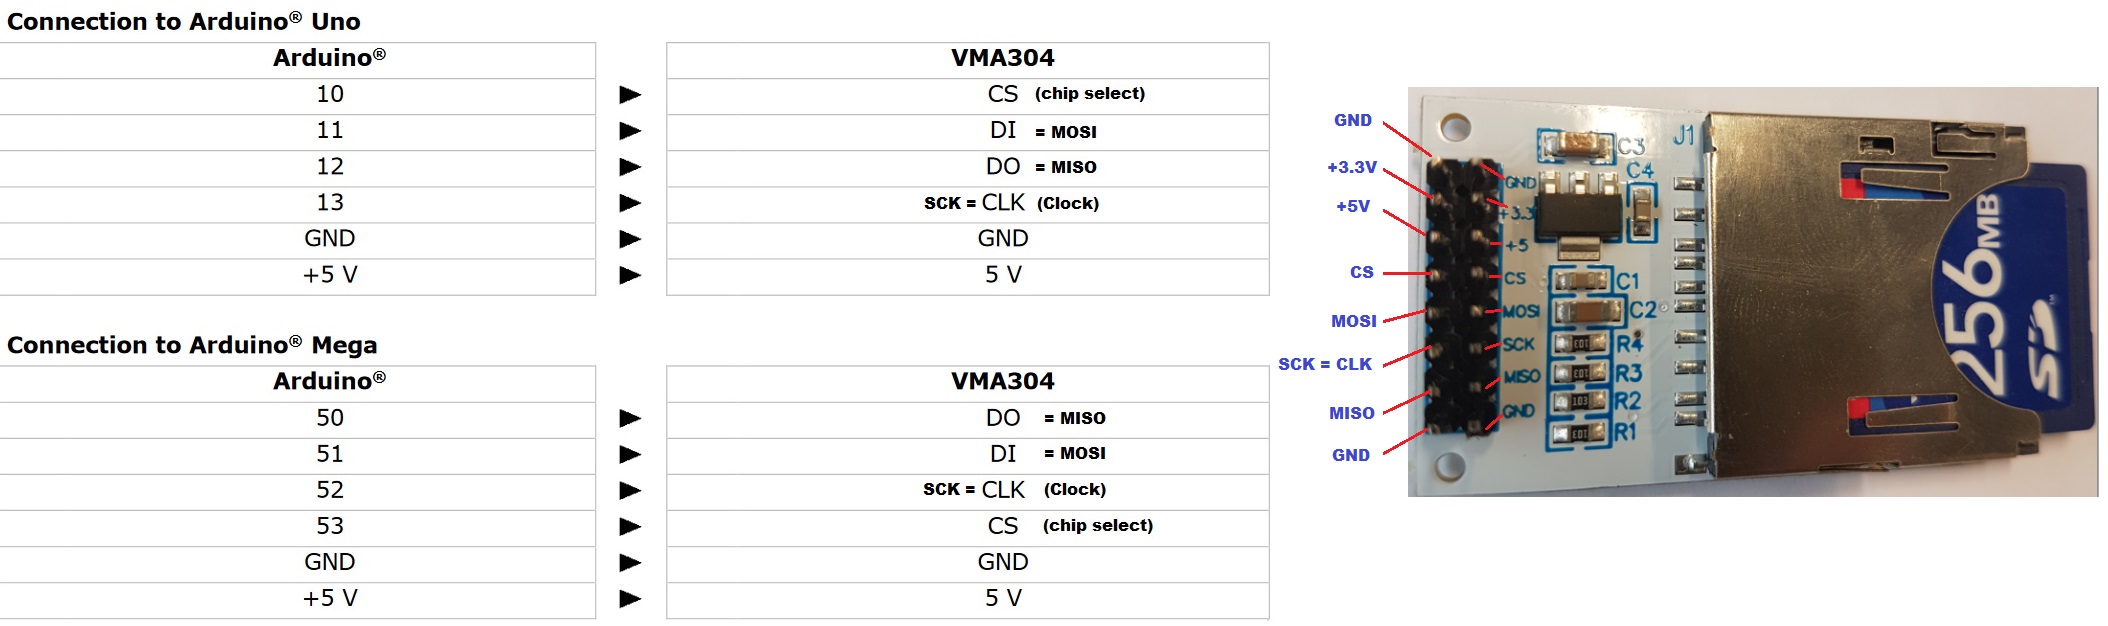 Connection to Arduino® Uno
Arduino® VMA304
10 ► CS (chip select)
11 ► DI = MOSI
12 ► DO = MISO
13 ► SCK = CLK (Clock)
GND ► GND
+5 V ► 5 V
Connection to Arduino® Mega
Arduino® VMA304
50 ► DO = MISO
51 ► DI = MOSI
52 ► SCK = CLK (Clock)
53 ► CS (chip select)
GND ► GND
+5 V ► 5 V
GND
+3.3V
+5V
CS
MOSI
SCK = CLK
MISO
GND
GND
+3.3
+5
CS
MOSI
SCK
MISO
GND
C3
J1
C4
C1
C2
103 R4
103 R3
103 R2
103 R1
256MB
SD